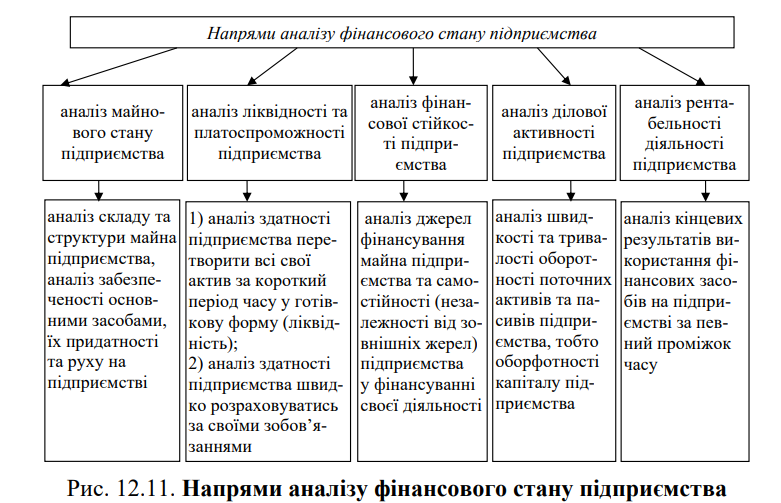 Напрями аналізу фінансового стану підприємства
аналіз майно-
вого стану
підприємства
аналіз ліквідності та
платоспроможності
підприємства
аналіз фінан-
сової стійкос-
ті підпри-
ємства
аналіз ділової
активності
підприємства
аналіз рента-
бельності
діяльності
підприємства
аналіз складу та
структури майна
підприємства,
аналіз забезпе-
ченості основ-
ними засобами,
їх придатності
та руху на
підприємстві
1) аналіз здатності
підприємства пере-
творити всі свої
актив за короткий
період часу у готів-
кову форму (ліквід-
ність);
2) аналіз здатності
підприємства швид-
ко розраховуватись
за своїми зобов’я-
заннями
аналіз джерел
фінансування
майна підпри-
ємства та само-
стійності (неза-
лежності від зо-
внішніх жерел)
підприємства
у фінансуванні
своєї діяльності
аналіз швид-
кості та трива-
лості оборот-
ності поточних
активів та па-
сивів підпри-
ємства, тобто
оборфотності
капіталу під-
приємства
аналіз кінцевих
результатів ви-
користання фі-
нансових засо-
бів на підпри-
ємстві за пев-
ний проміжок
часу
Рис. 12.11. Напрями аналізу фінансового стану підприємства